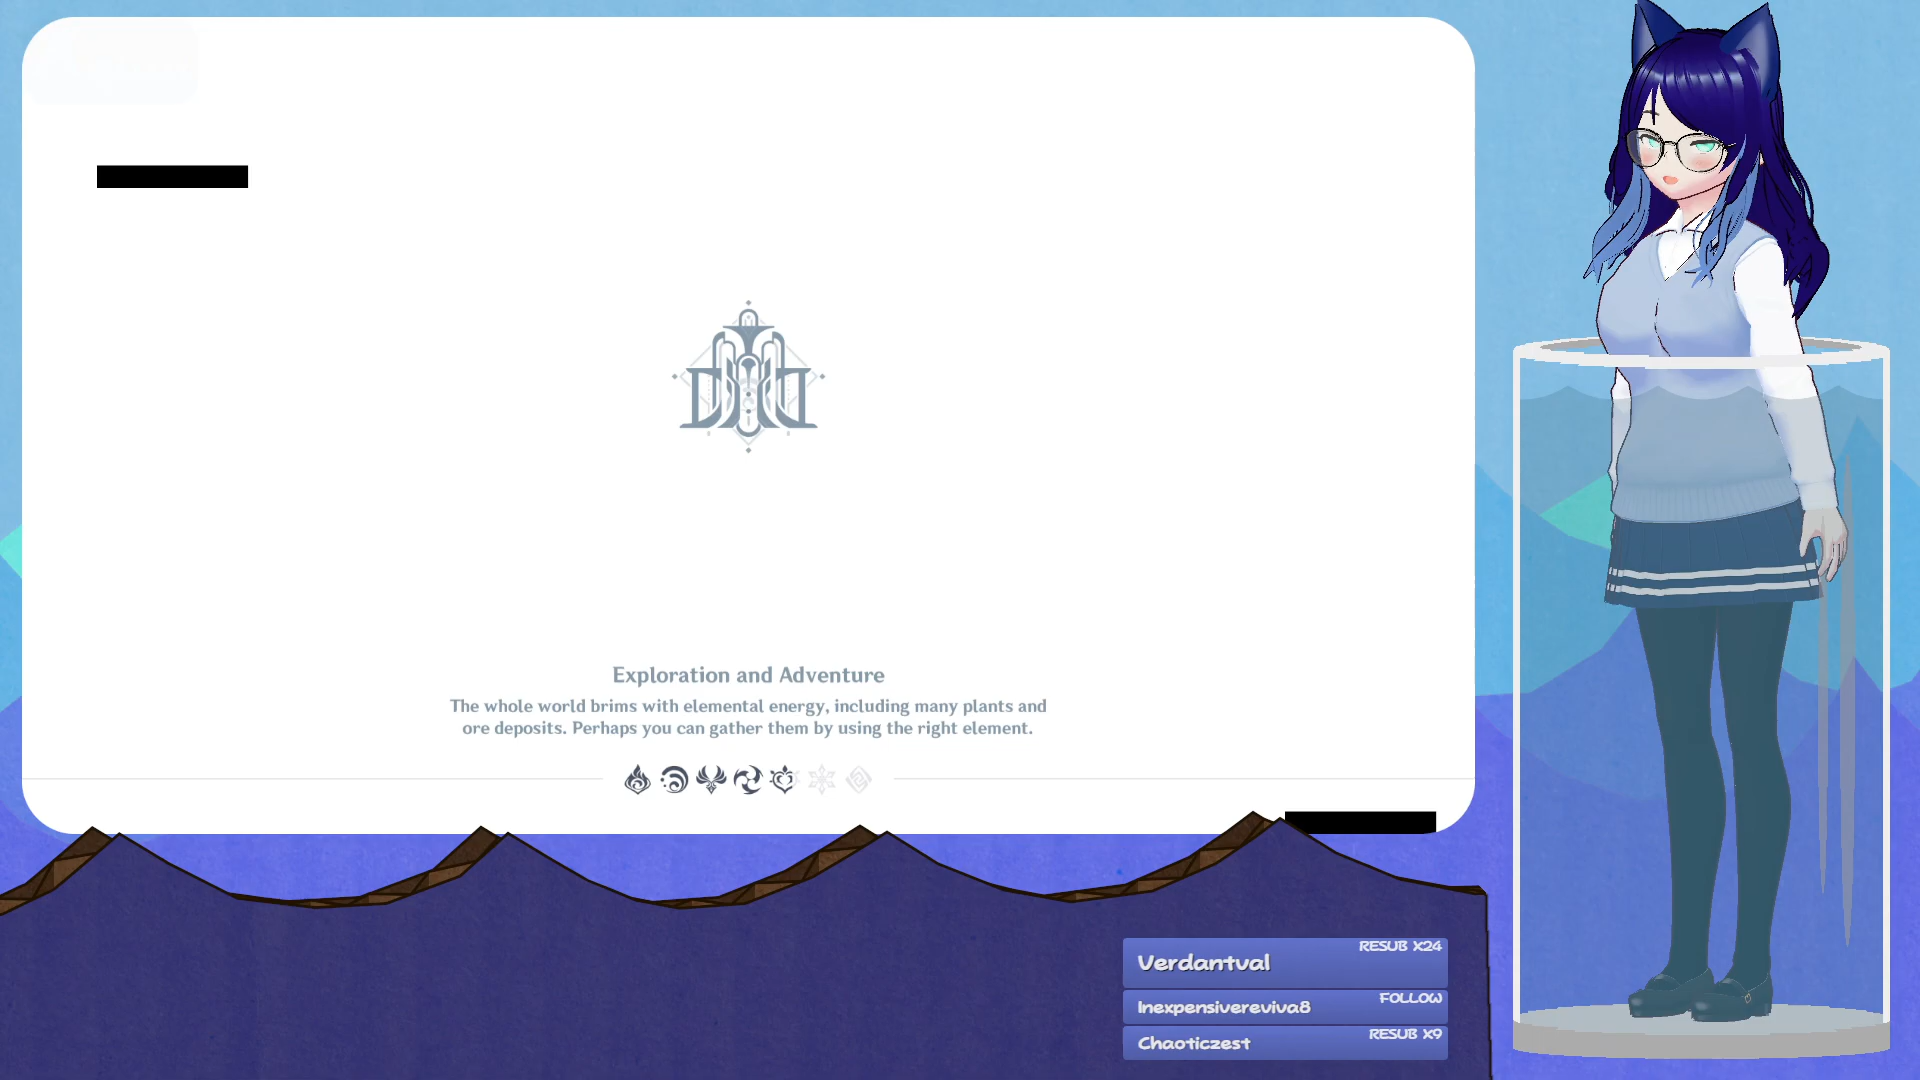 Exploration and Adventure
The whole world brims with elemental energy, including many plants and
ore deposits. Perhaps you can gather them by using the right element.
RESUB X24
Verdantval
FOLLOW
Inexpensivereviva8
RESUB X9
Chaoticzest